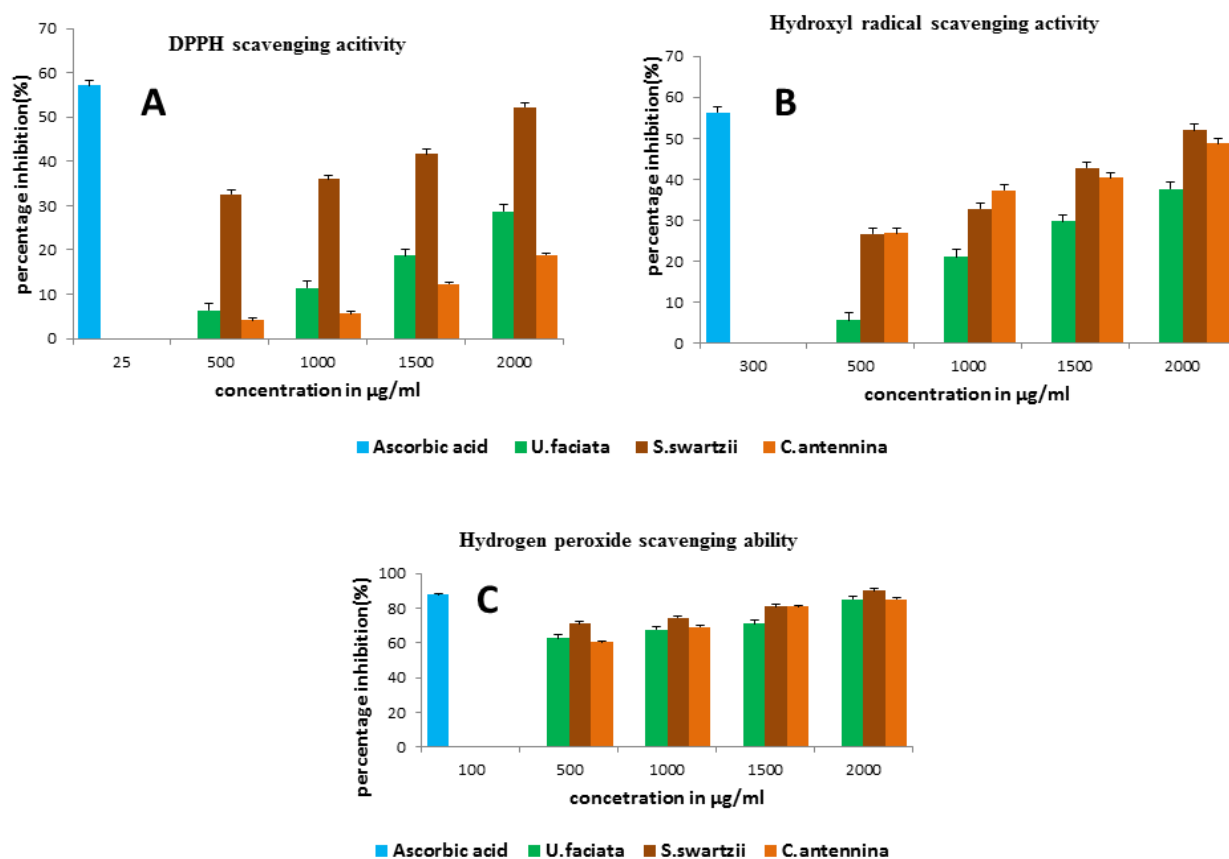 DPPH scavenging acitivity
A
percentage inhibition(%)
70
60
50
40
30
20
10
0
25 500 1000 1500 2000
concentration in µg/ml
Hydroxyl radical scavenging activity
B
percentage inhibition(%)
70
60
50
40
30
20
10
0
300 500 1000 1500 2000
concentration in µg/ml
Ascorbic acid U.faciata S.swartzii C.antennina
Hydrogen peroxide scavenging ability
C
percentage inhibition(%)
100
80
60
40
20
0
100 500 1000 1500 2000
concetration in µg/ml
Ascorbic acid U.faciata S.swartzii C.antennina